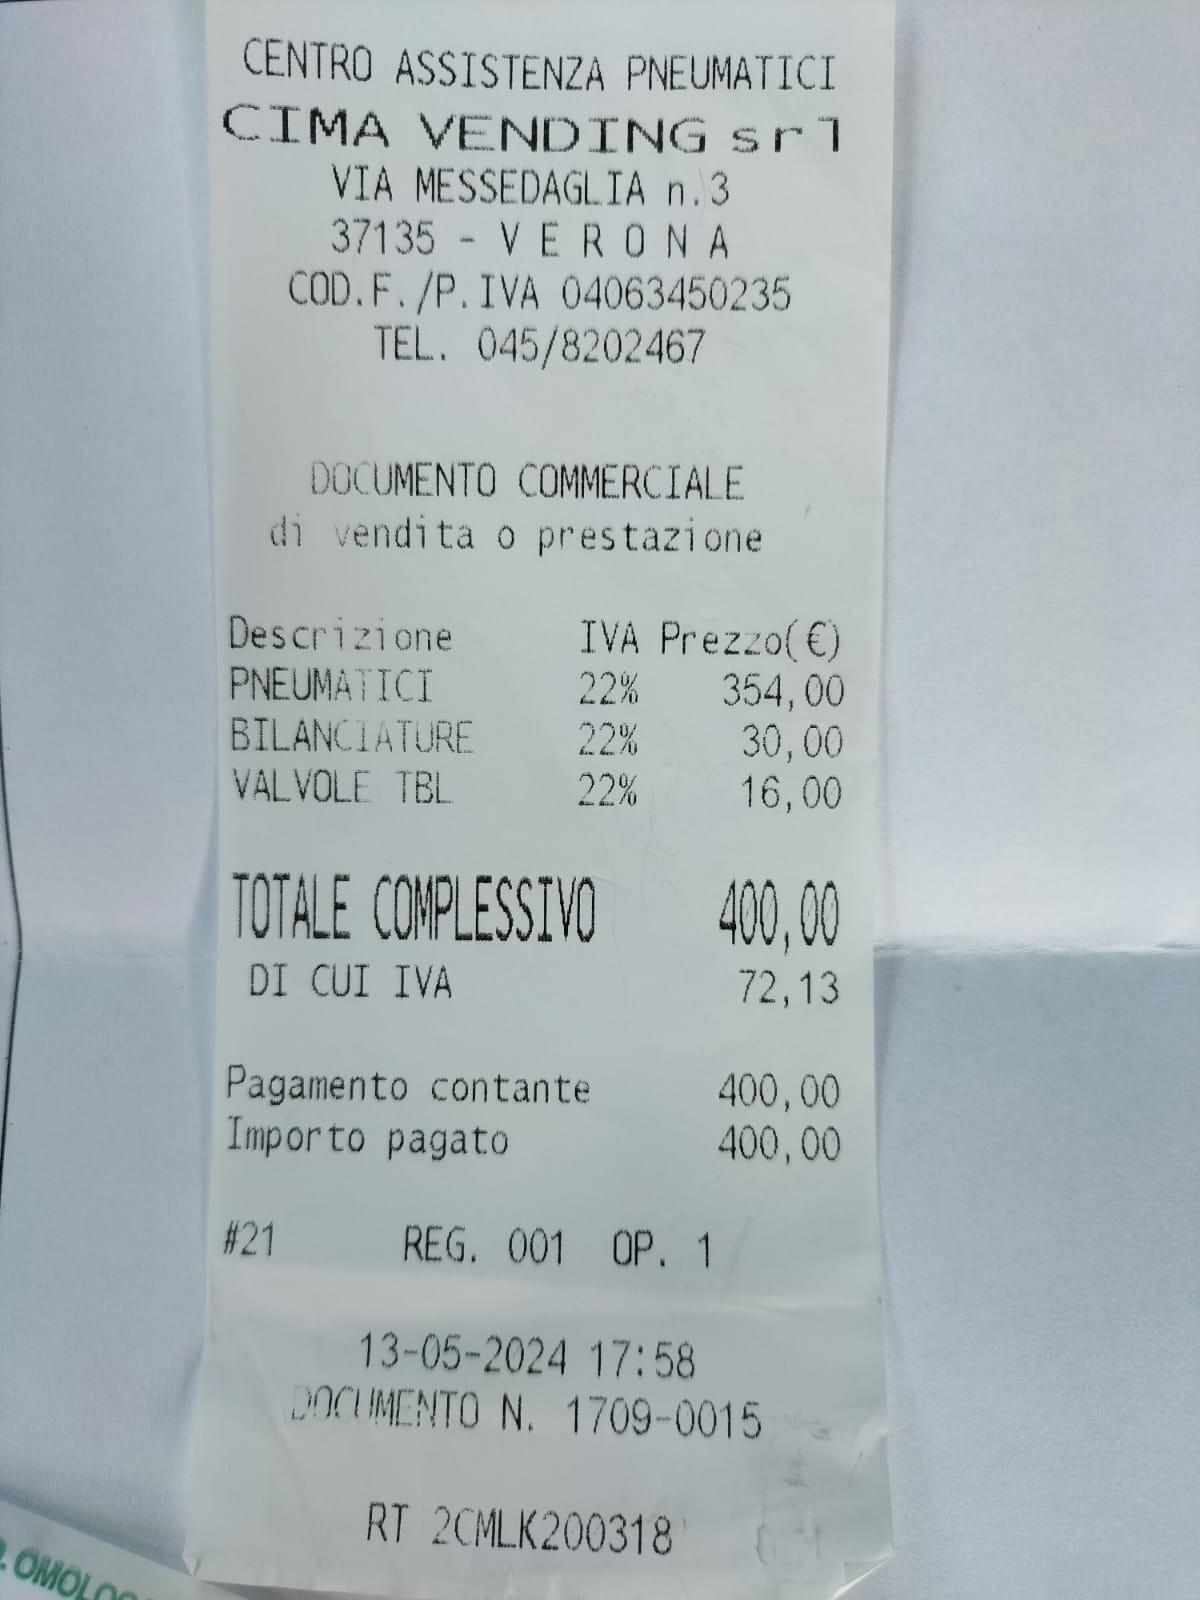 CENTRO ASSISTENZA PNEUMATICI
CIMA VENDING srl
VIA MESSEDAGLIA n.3
37135 - V E R O N A
COD.F./P.IVA 04063450235
TEL. 045/8202467
DOCUMENTO COMMERCIALE
di vendita o prestazione
Descrizione IVA Prezzo(€)
PNEUMATICI 22% 354,00
BILANCIATURE 22% 30,00
VALVOLE TBL 22% 16,00
TOTALE COMPLESSIVO 400,00
DI CUI IVA 72,13
Pagamento contante 400,00
Importo pagato 400,00
#21 REG. 001 OP. 1
13-05-2024 17:58
DOCUMENTO N. 1709-0015
RT 2CMLK200318